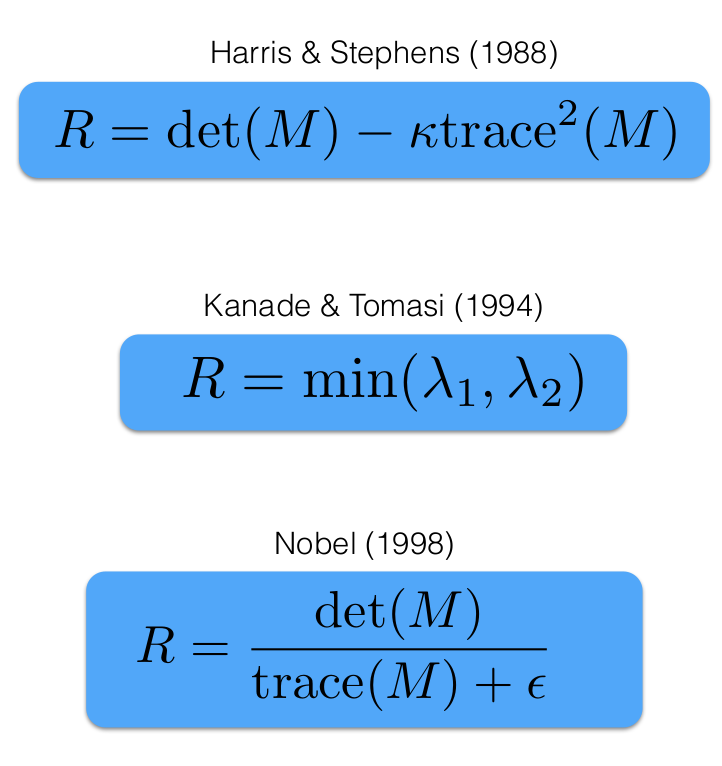 Harris & Stephens (1988)
R = det(M) − κtrace²(M)
Kanade & Tomasi (1994)
R = min(λ₁, λ₂)
Nobel (1998)
R = det(M) / trace(M) + ϵ